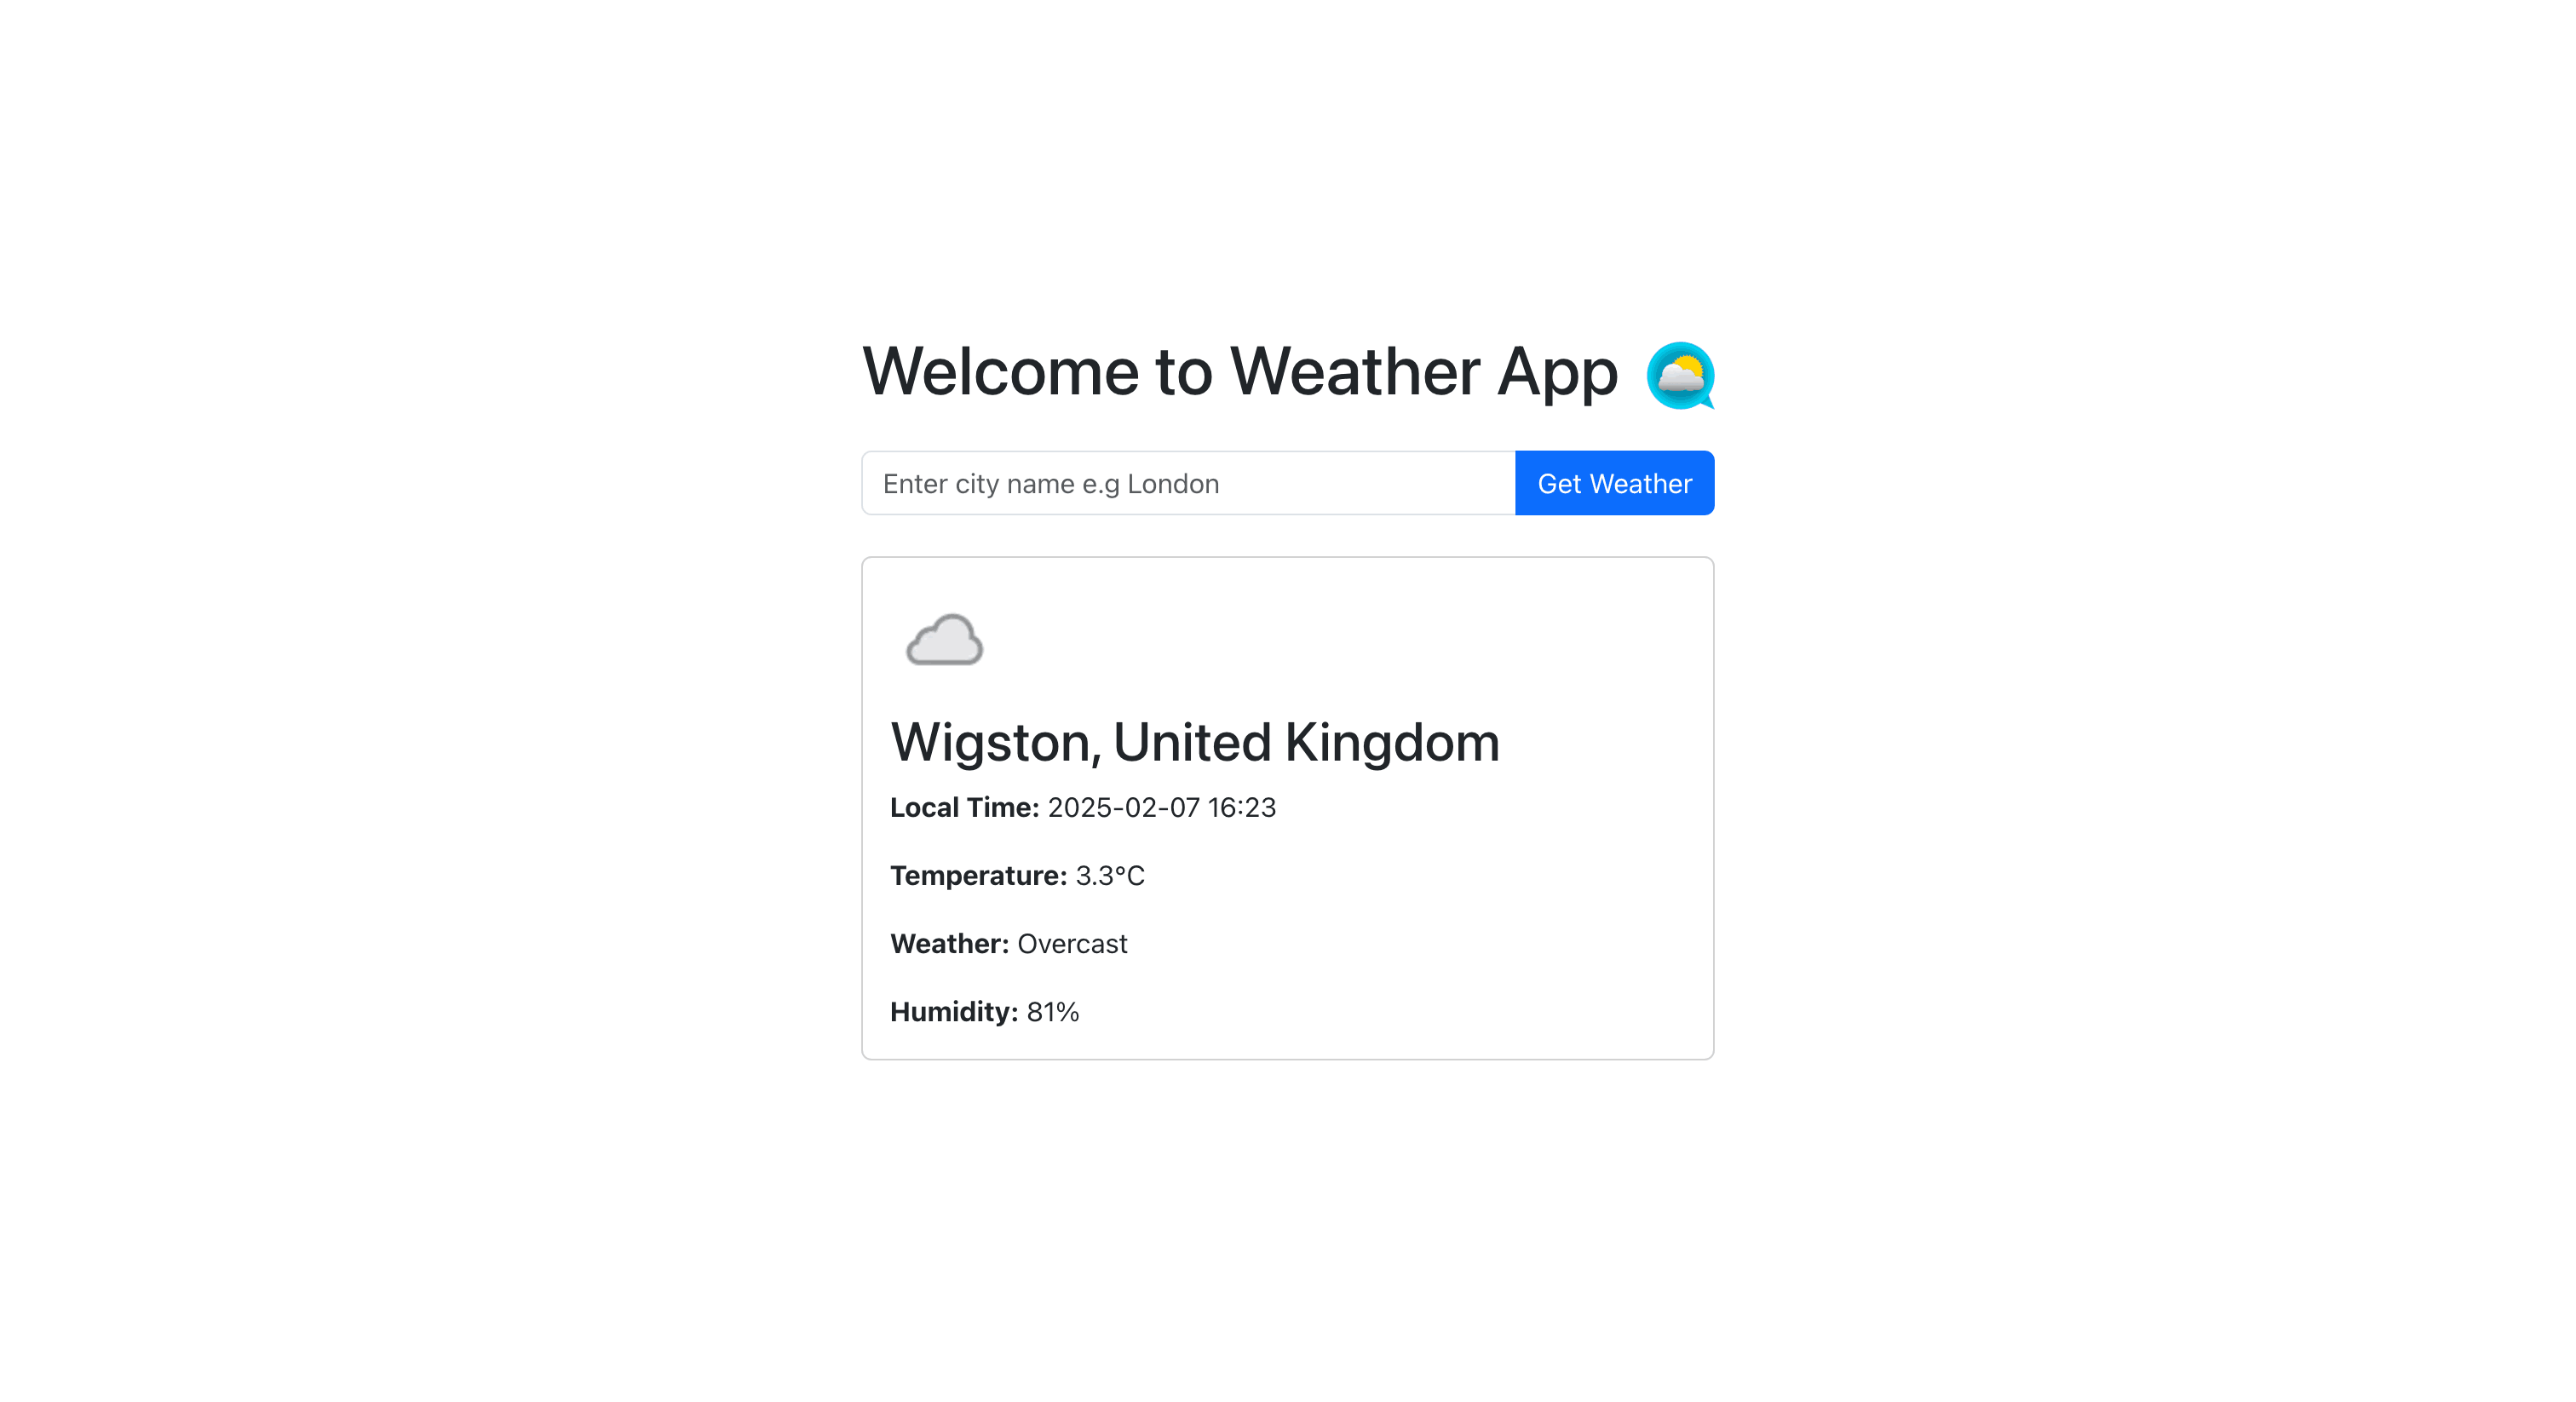 Welcome to Weather App
Enter city name e.g London
Get Weather
Wigston, United Kingdom
Local Time: 2025-02-07 16:23
Temperature: 3.3°C
Weather: Overcast
Humidity: 81%